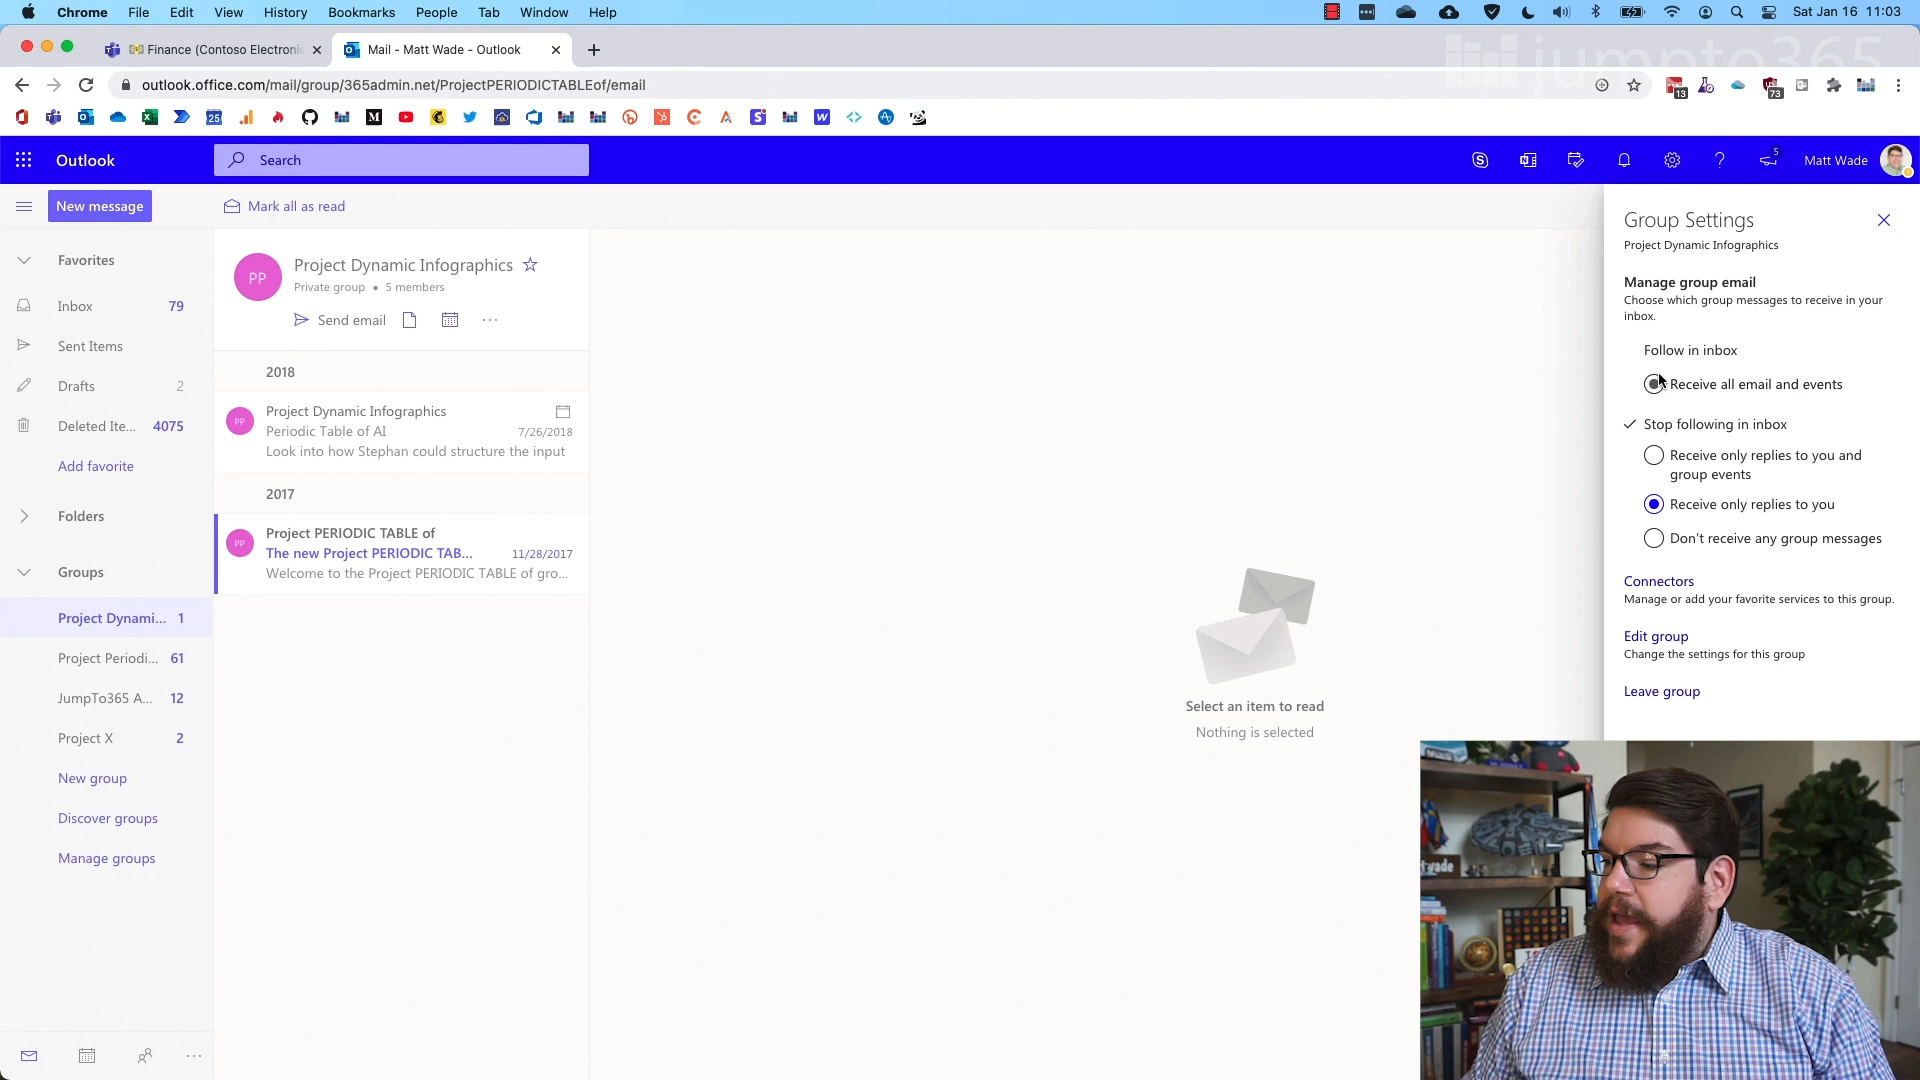 Chrome File Edit View History Bookmarks People Tab Window Help
Sat Jan 16 11:03
Finance (Contoso Electronic
Mail - Matt Wade - Outlook
jumpto365
outlook.office.com/mail/group/365admin.net/ProjectPERIODICTABLEof/email
13
73
25
Outlook
Search
5
Matt Wade
New message
Mark all as read
Favorites
Inbox 79
Sent Items
Drafts 2
Deleted Ite... 4075
Add favorite
Folders
Groups
Project Dynami... 1
Project Periodi... 61
JumpTo365 A... 12
Project X 2
New group
Discover groups
Manage groups
PP
Project Dynamic Infographics
Private group • 5 members
Send email
2018
PP
Project Dynamic Infographics
Periodic Table of AI 7/26/2018
Look into how Stephan could structure the input
2017
PP
Project PERIODIC TABLE of
The new Project PERIODIC TAB... 11/28/2017
Welcome to the Project PERIODIC TABLE of gro...
Select an item to read
Nothing is selected
Group Settings
Project Dynamic Infographics
Manage group email
Choose which group messages to receive in your
inbox.
Follow in inbox
Receive all email and events
Stop following in inbox
Receive only replies to you and
group events
Receive only replies to you
Don't receive any group messages
Connectors
Manage or add your favorite services to this group.
Edit group
Change the settings for this group
Leave group